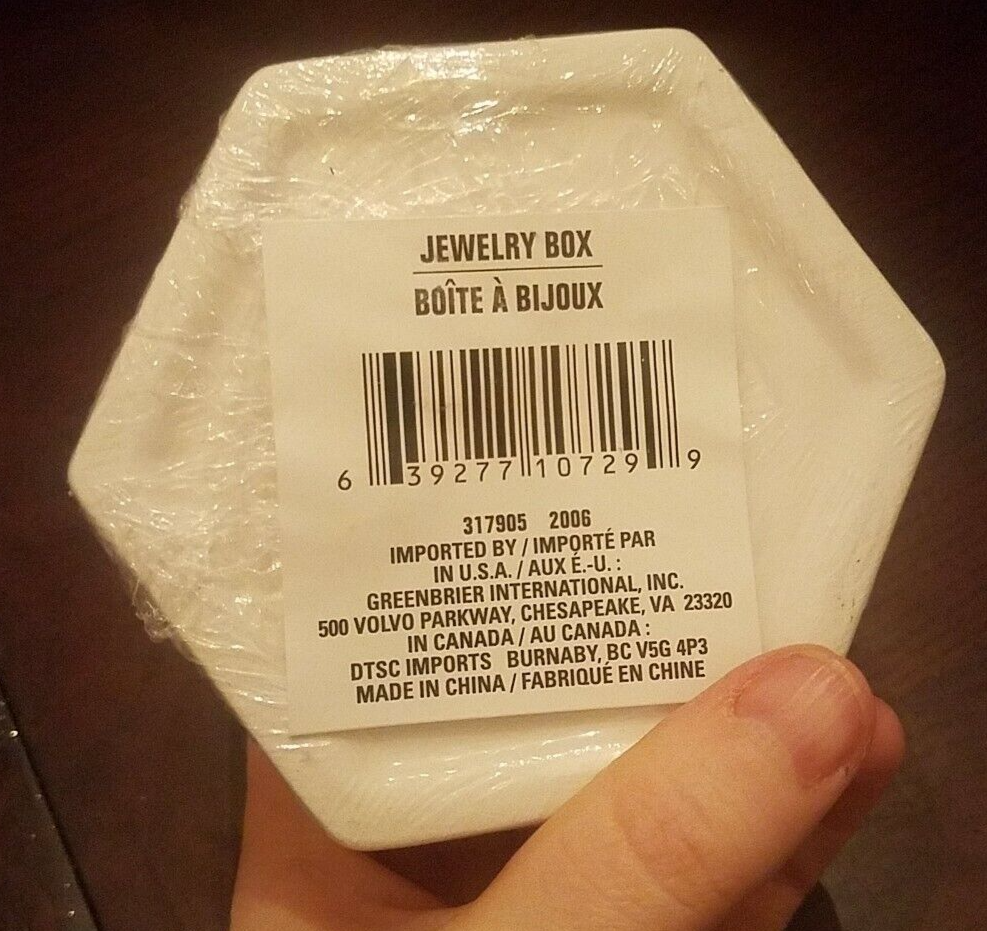 JEWELRY BOX
BOÎTE À BIJOUX
6 39277 10729 9
317905 2006
IMPORTED BY / IMPORTÉ PAR
IN U.S.A. / AUX É.-U. :
GREENBRIER INTERNATIONAL, INC.
500 VOLVO PARKWAY, CHESAPEAKE, VA 23320
IN CANADA / AU CANADA :
DTSC IMPORTS BURNABY, BC V5G 4P3
MADE IN CHINA / FABRIQUÉ EN CHINE